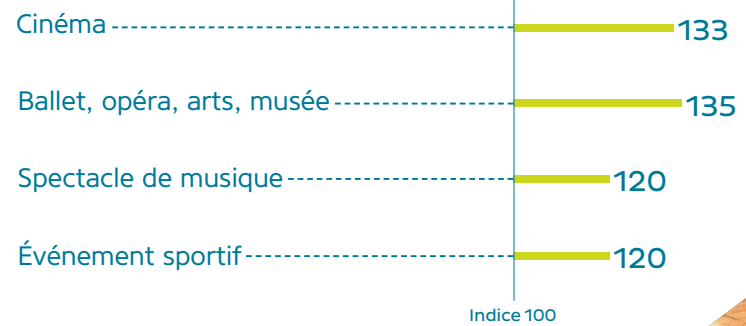 Cinéma 133
Ballet, opéra, arts, musée 135
Spectacle de musique 120
Événement sportif 120
Indice 100